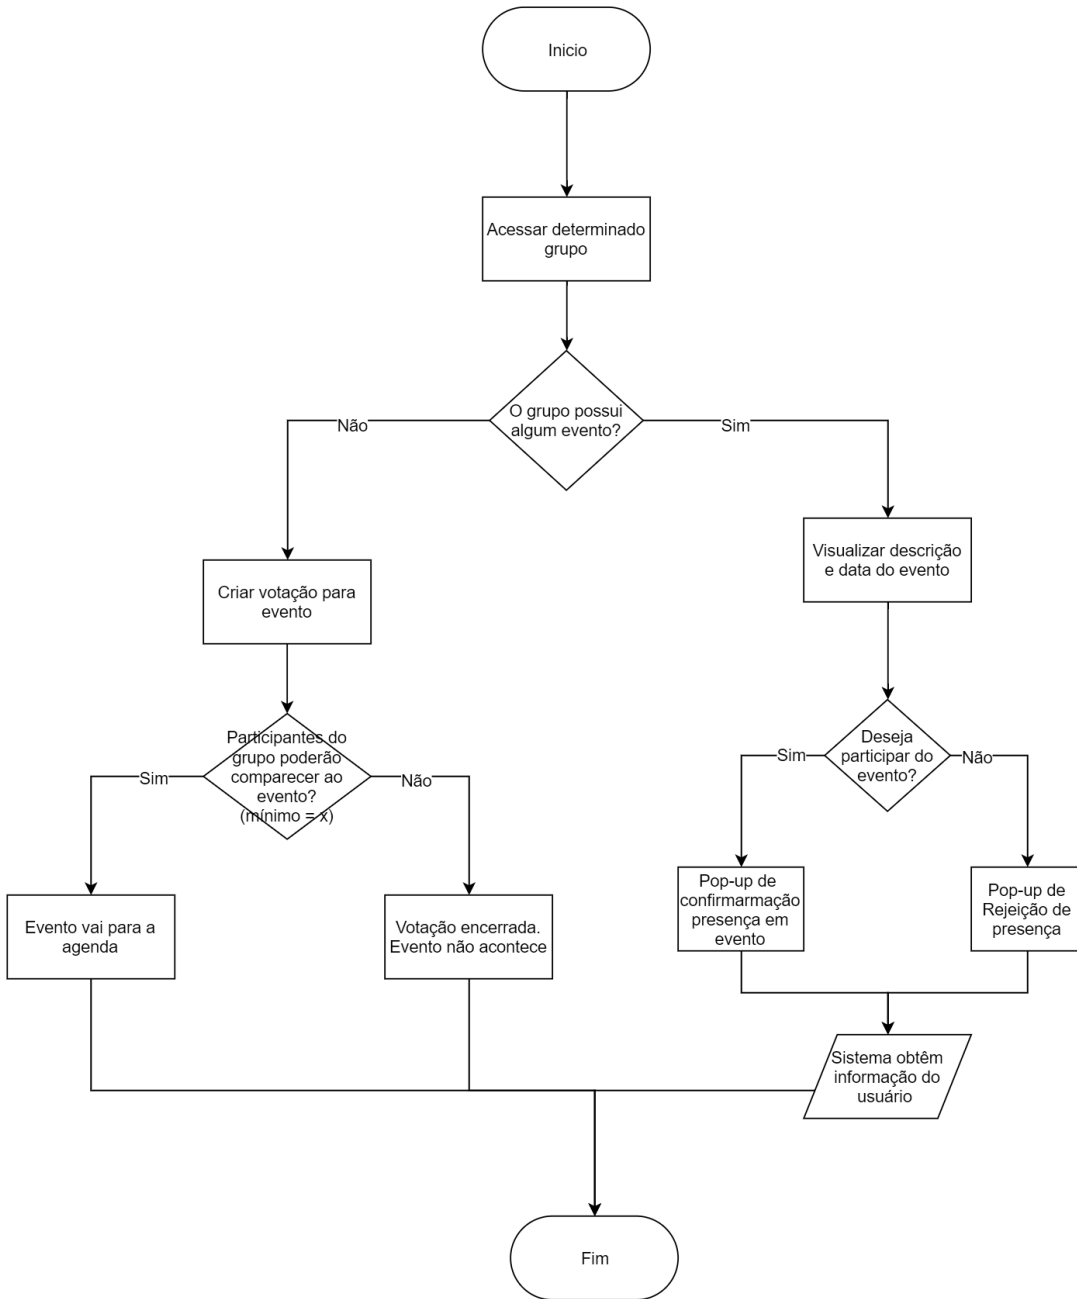 Inicio
Acessar determinado
grupo
O grupo possui
algum evento?
Não
Sim
Visualizar descrição
e data do evento
Criar votação para
evento
Participantes do
grupo poderão
comparecer ao
evento?
(mínimo = x)
Sim
Não
Deseja
participar do
evento?
Sim
Não
Evento vai para a
agenda
Votação encerrada.
Evento não acontece
Pop-up de
confirmarmação
presença em
evento
Pop-up de
Rejeição de
presença
Sistema obtêm
informação do
usuário
Fim